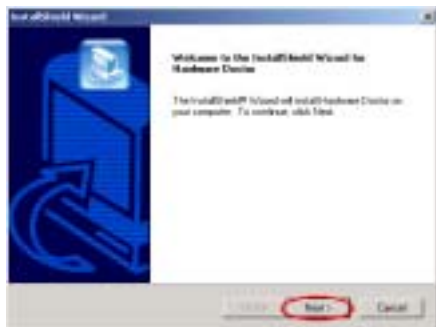 InstallShield Wizard
Welcome to the InstallShield Wizard for
Hardware Doctor
The InstallShield® Wizard will install Hardware Doctor on
your computer. To continue, click Next.
Next >
Cancel